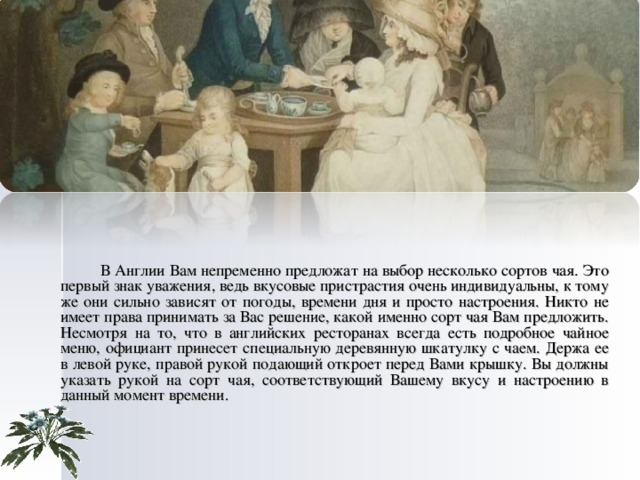 В Англии Вам непременно предложат на выбор несколько сортов чая. Это
первый знак уважения, ведь вкусовые пристрастия очень индивидуальны, к тому
же они сильно зависят от погоды, времени дня и просто настроения. Никто не
имеет права принимать за Вас решение, какой именно сорт чая Вам предложить.
Несмотря на то, что в английских ресторанах всегда есть подробное чайное
меню, официант принесет специальную деревянную шкатулку с чаем. Держа ее
в левой руке, правой рукой подающий откроет перед Вами крышку. Вы должны
указать рукой на сорт чая, соответствующий Вашему вкусу и настроению в
данный момент времени.